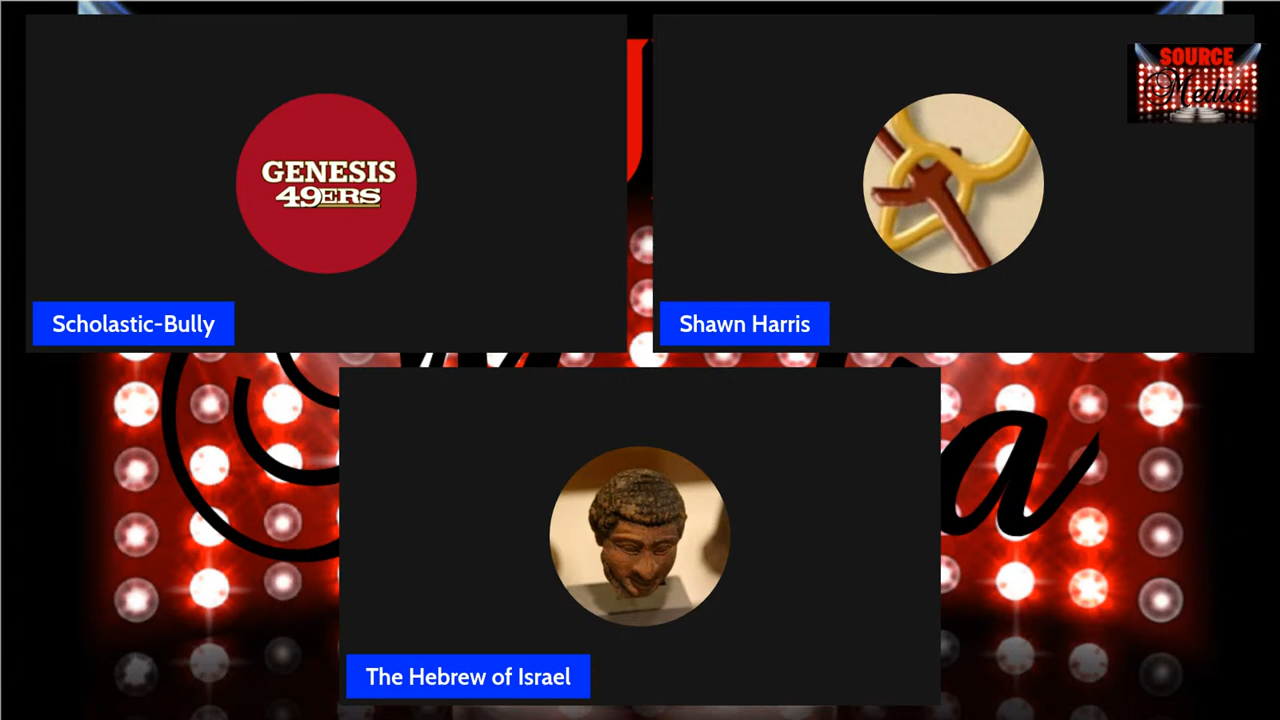 GENESIS
49ERS
Scholastic-Bully
SOURCE
Media
Shawn Harris
The Hebrew of Israel